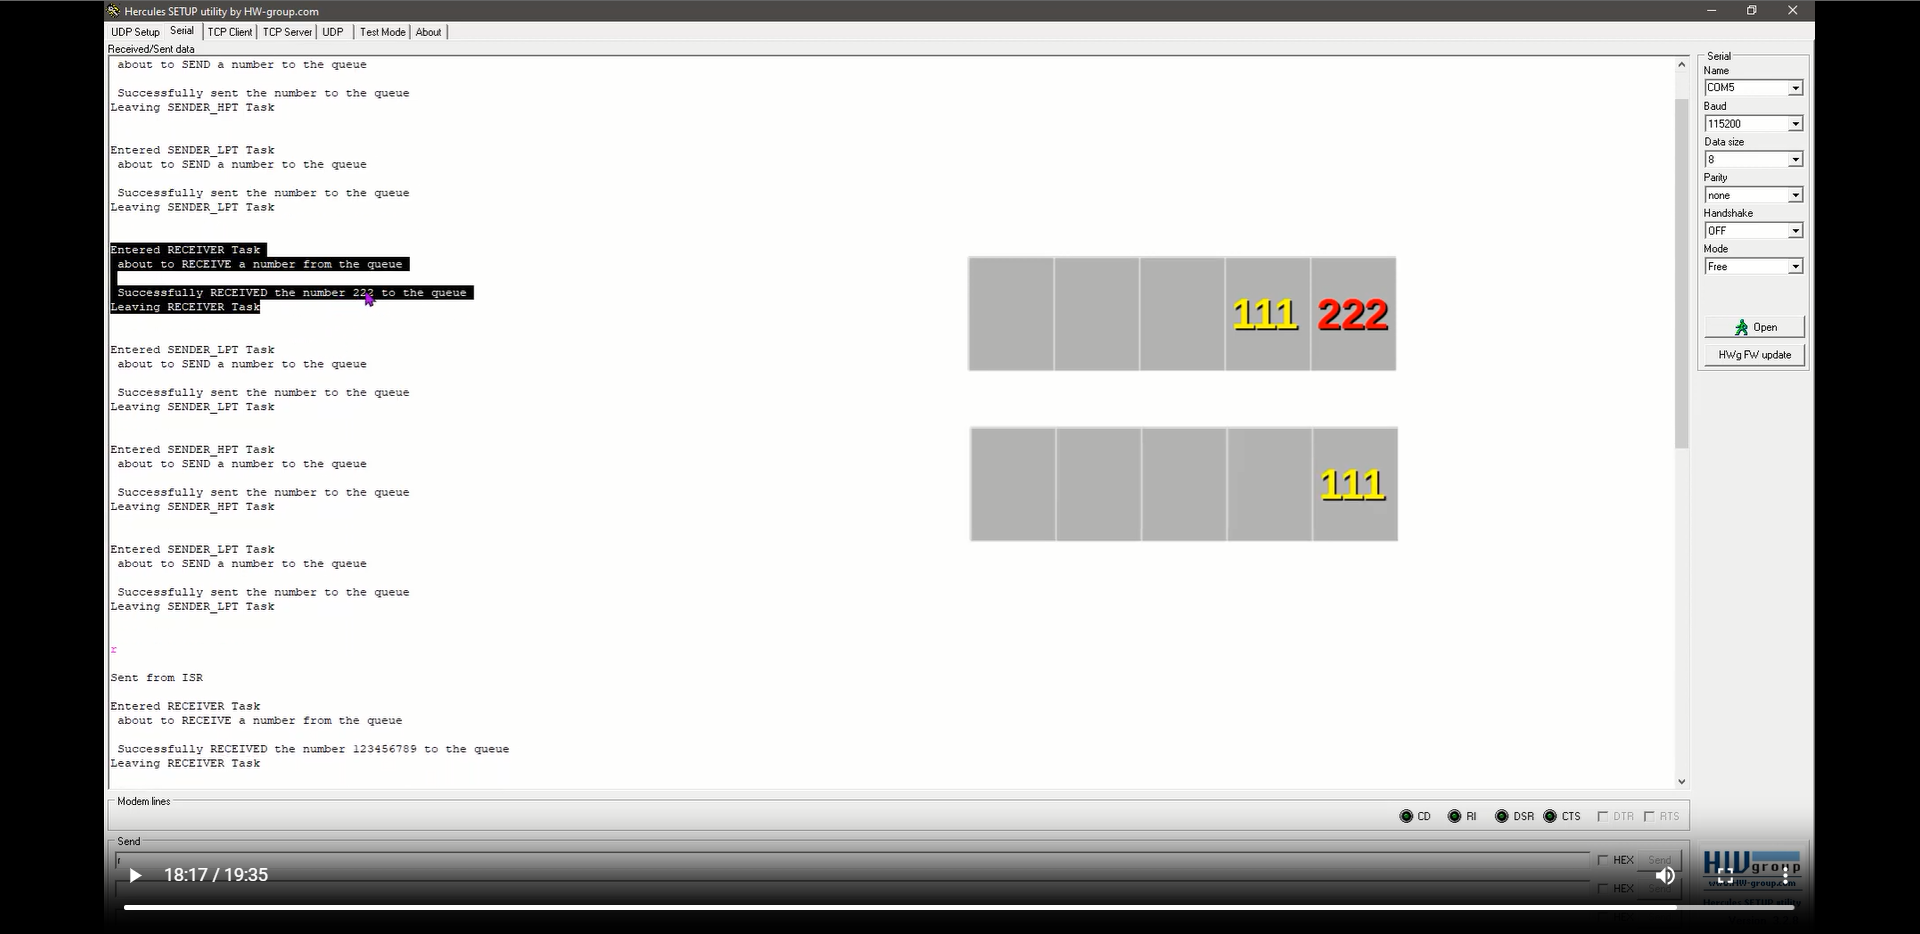 Hercules SETUP utility by HW-group.com
UDP Setup Serial TCP Client TCP Server UDP Test Mode About
Received/Sent data
about to SEND a number to the queue
Successfully sent the number to the queue
Leaving SENDER_HPT Task
Entered SENDER_LPT Task
about to SEND a number to the queue
Successfully sent the number to the queue
Leaving SENDER_LPT Task
Entered RECEIVER Task
about to RECEIVE a number from the queue
Successfully RECEIVED the number 222 to the queue
Leaving RECEIVER Task
Entered SENDER_LPT Task
about to SEND a number to the queue
Successfully sent the number to the queue
Leaving SENDER_LPT Task
Entered SENDER_HPT Task
about to SEND a number to the queue
Successfully sent the number to the queue
Leaving SENDER_HPT Task
Entered SENDER_LPT Task
about to SEND a number to the queue
Successfully sent the number to the queue
Leaving SENDER_LPT Task
r
Sent from ISR
Entered RECEIVER Task
about to RECEIVE a number from the queue
Successfully RECEIVED the number 123456789 to the queue
Leaving RECEIVER Task
111 222
111
Serial
Name
COM5
Baud
115200
Data size
8
Parity
none
Handshake
OFF
Mode
Free
Open
HWg FW update
Modem lines
CD RI DSR CTS DTR RTS
Send
r
HEX Send
HEX Send
18:17 / 19:35
HW group
www.HW-group.com
Hercules SETUP utility